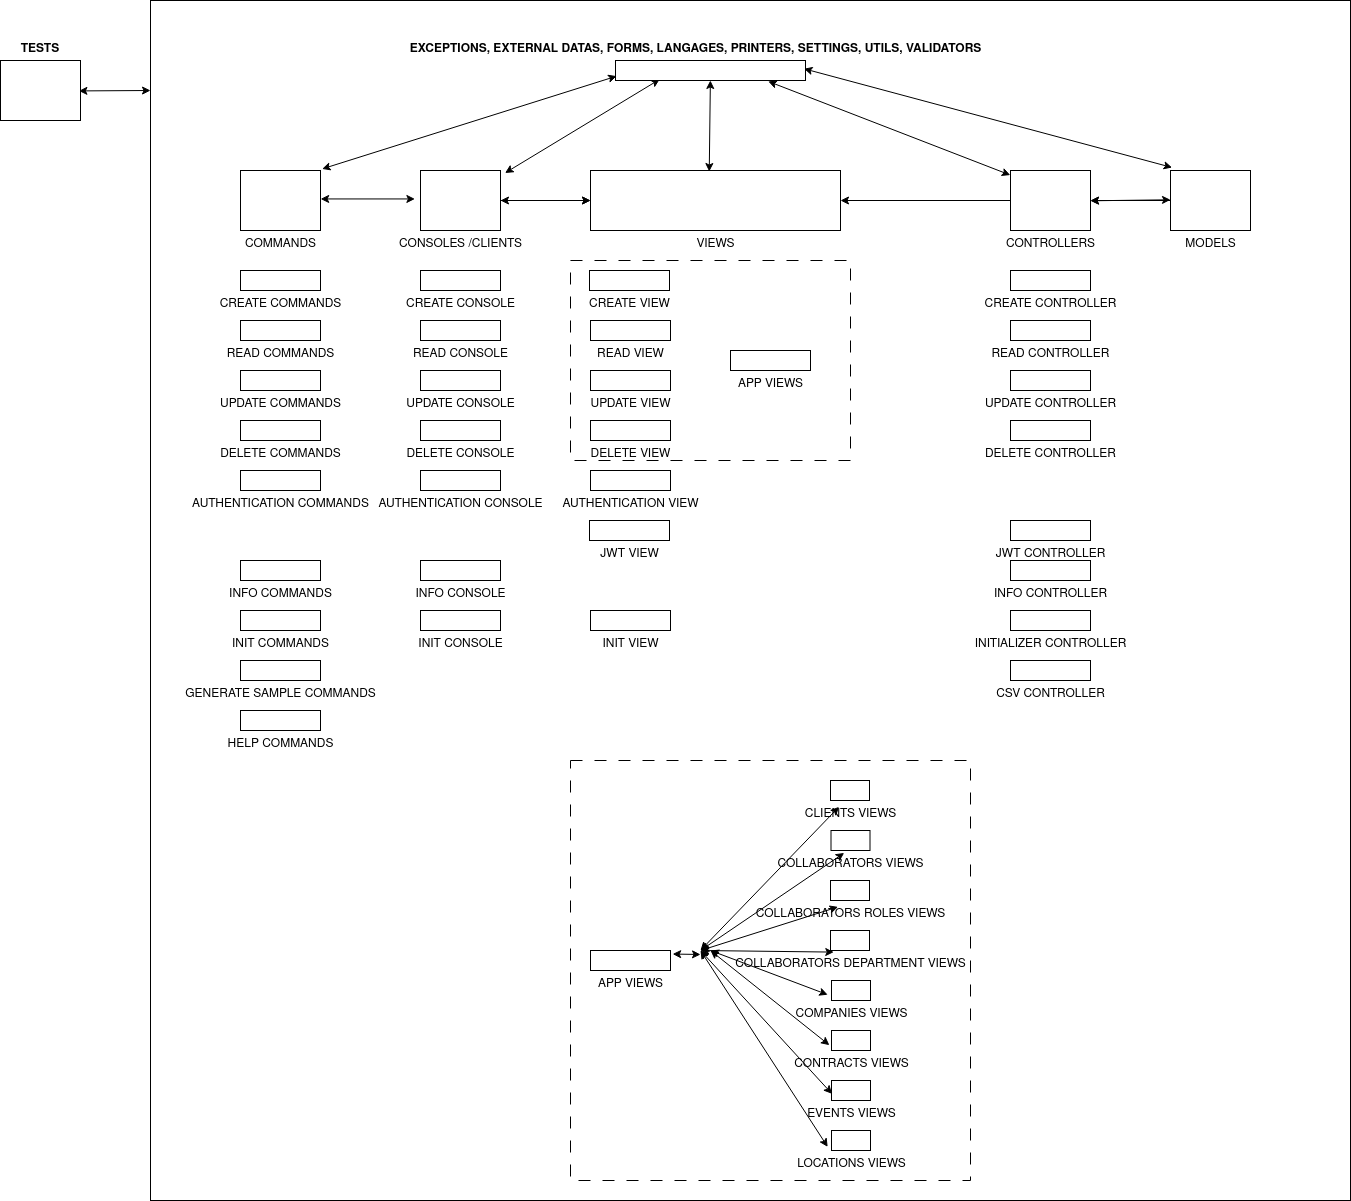 TESTS
EXCEPTIONS, EXTERNAL DATAS, FORMS, LANGAGES, PRINTERS, SETTINGS, UTILS, VALIDATORS
COMMANDS
CONSOLES /CLIENTS
VIEWS
CONTROLLERS
MODELS
CREATE COMMANDS
CREATE CONSOLE
CREATE VIEW
CREATE CONTROLLER
READ COMMANDS
READ CONSOLE
READ VIEW
READ CONTROLLER
APP VIEWS
UPDATE COMMANDS
UPDATE CONSOLE
UPDATE VIEW
UPDATE CONTROLLER
DELETE COMMANDS
DELETE CONSOLE
DELETE VIEW
DELETE CONTROLLER
AUTHENTICATION COMMANDS
AUTHENTICATION CONSOLE
AUTHENTICATION VIEW
JWT VIEW
JWT CONTROLLER
INFO COMMANDS
INFO CONSOLE
INFO CONTROLLER
INIT COMMANDS
INIT CONSOLE
INIT VIEW
INITIALIZER CONTROLLER
GENERATE SAMPLE COMMANDS
CSV CONTROLLER
HELP COMMANDS
CLIENTS VIEWS
COLLABORATORS VIEWS
COLLABORATORS ROLES VIEWS
COLLABORATORS DEPARTMENT VIEWS
APP VIEWS
COMPANIES VIEWS
CONTRACTS VIEWS
EVENTS VIEWS
LOCATIONS VIEWS